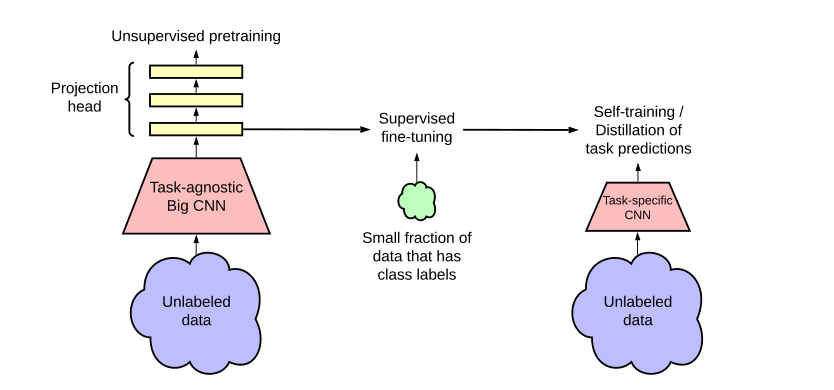 Unsupervised pretraining
Projection
head
Task-agnostic
Big CNN
Unlabeled
data
Supervised
fine-tuning
Small fraction of
data that has
class labels
Self-training /
Distillation of
task predictions
Task-specific
CNN
Unlabeled
data